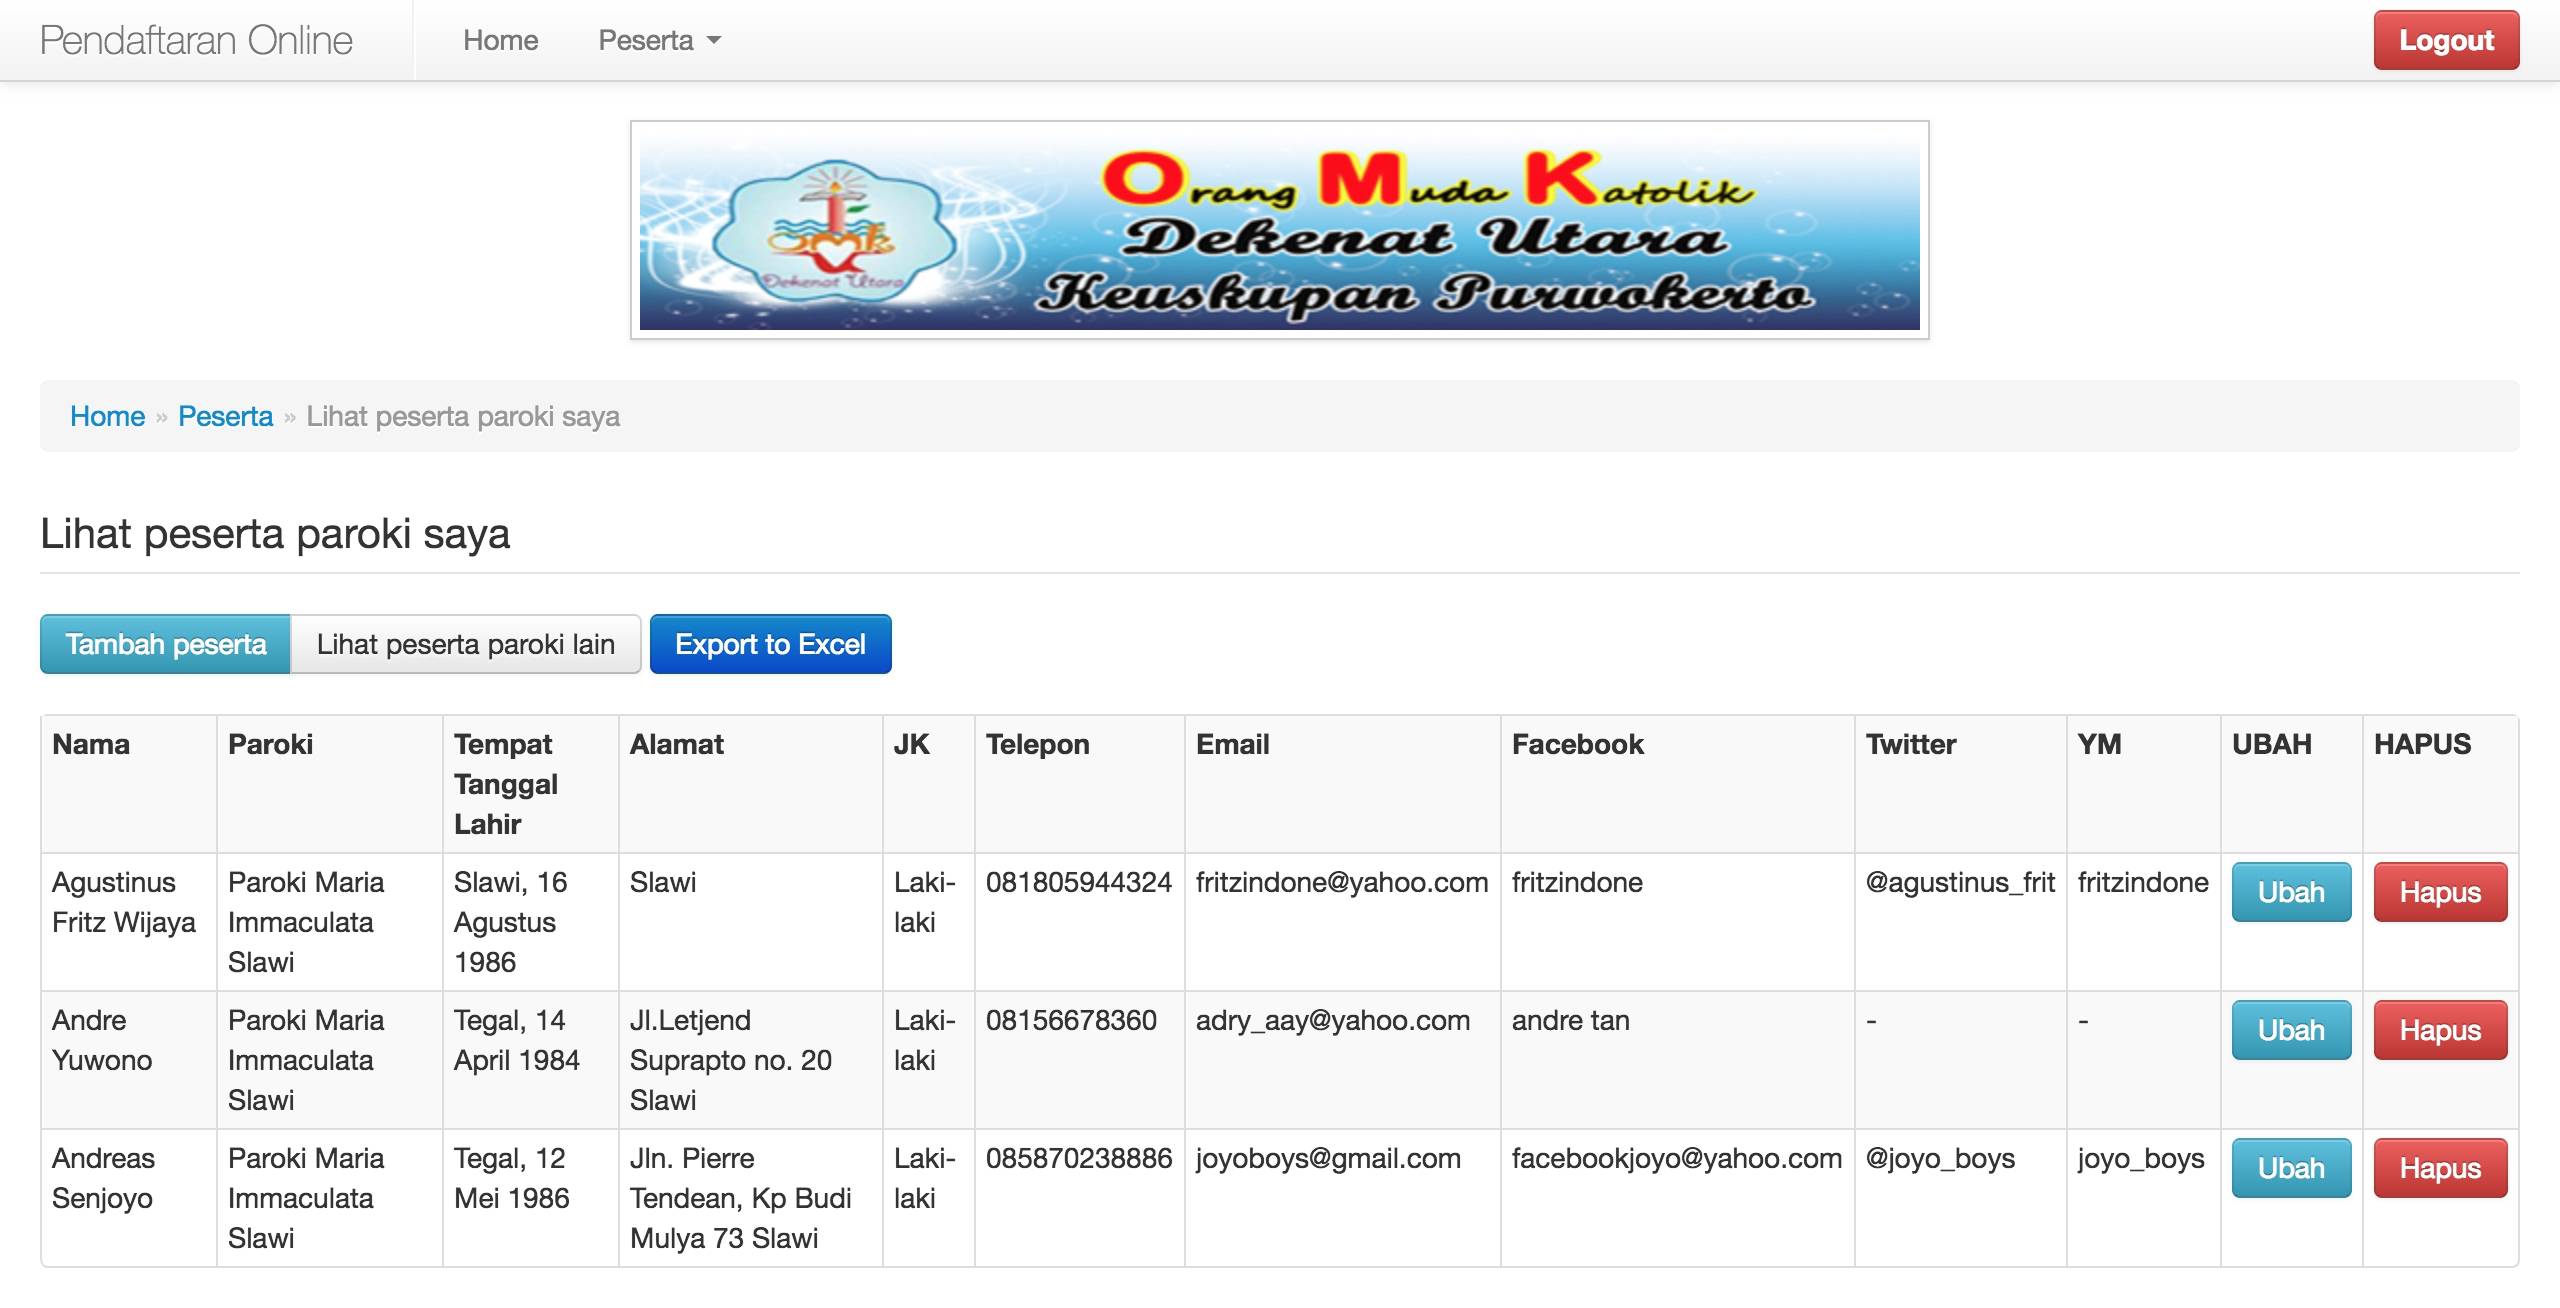 Pendaftaran Online Home Peserta Logout
Orang Muda Katolik
Dekenat Utara
Keuskupan Purwokerto
omk
Dekenat Utara
Home » Peserta » Lihat peserta paroki saya
Lihat peserta paroki saya
Tambah peserta Lihat peserta paroki lain Export to Excel
Nama Paroki Tempat Alamat JK Telepon Email Facebook Twitter YM UBAH HAPUS
Tanggal
Lahir
Agustinus Paroki Maria Slawi, 16 Slawi Laki- 081805944324 fritzindone@yahoo.com fritzindone @agustinus_frit fritzindone Ubah Hapus
Fritz Wijaya Immaculata Agustus laki
Slawi 1986
Andre Paroki Maria Tegal, 14 Jl.Letjend Laki- 08156678360 adry_aay@yahoo.com andre tan - - Ubah Hapus
Yuwono Immaculata April 1984 Suprapto no. 20 laki
Slawi Slawi
Andreas Paroki Maria Tegal, 12 Jln. Pierre Laki- 085870238886 joyoboys@gmail.com facebookjoyo@yahoo.com @joyo_boys joyo_boys Ubah Hapus
Senjoyo Immaculata Mei 1986 Tendean, Kp Budi laki
Slawi Mulya 73 Slawi